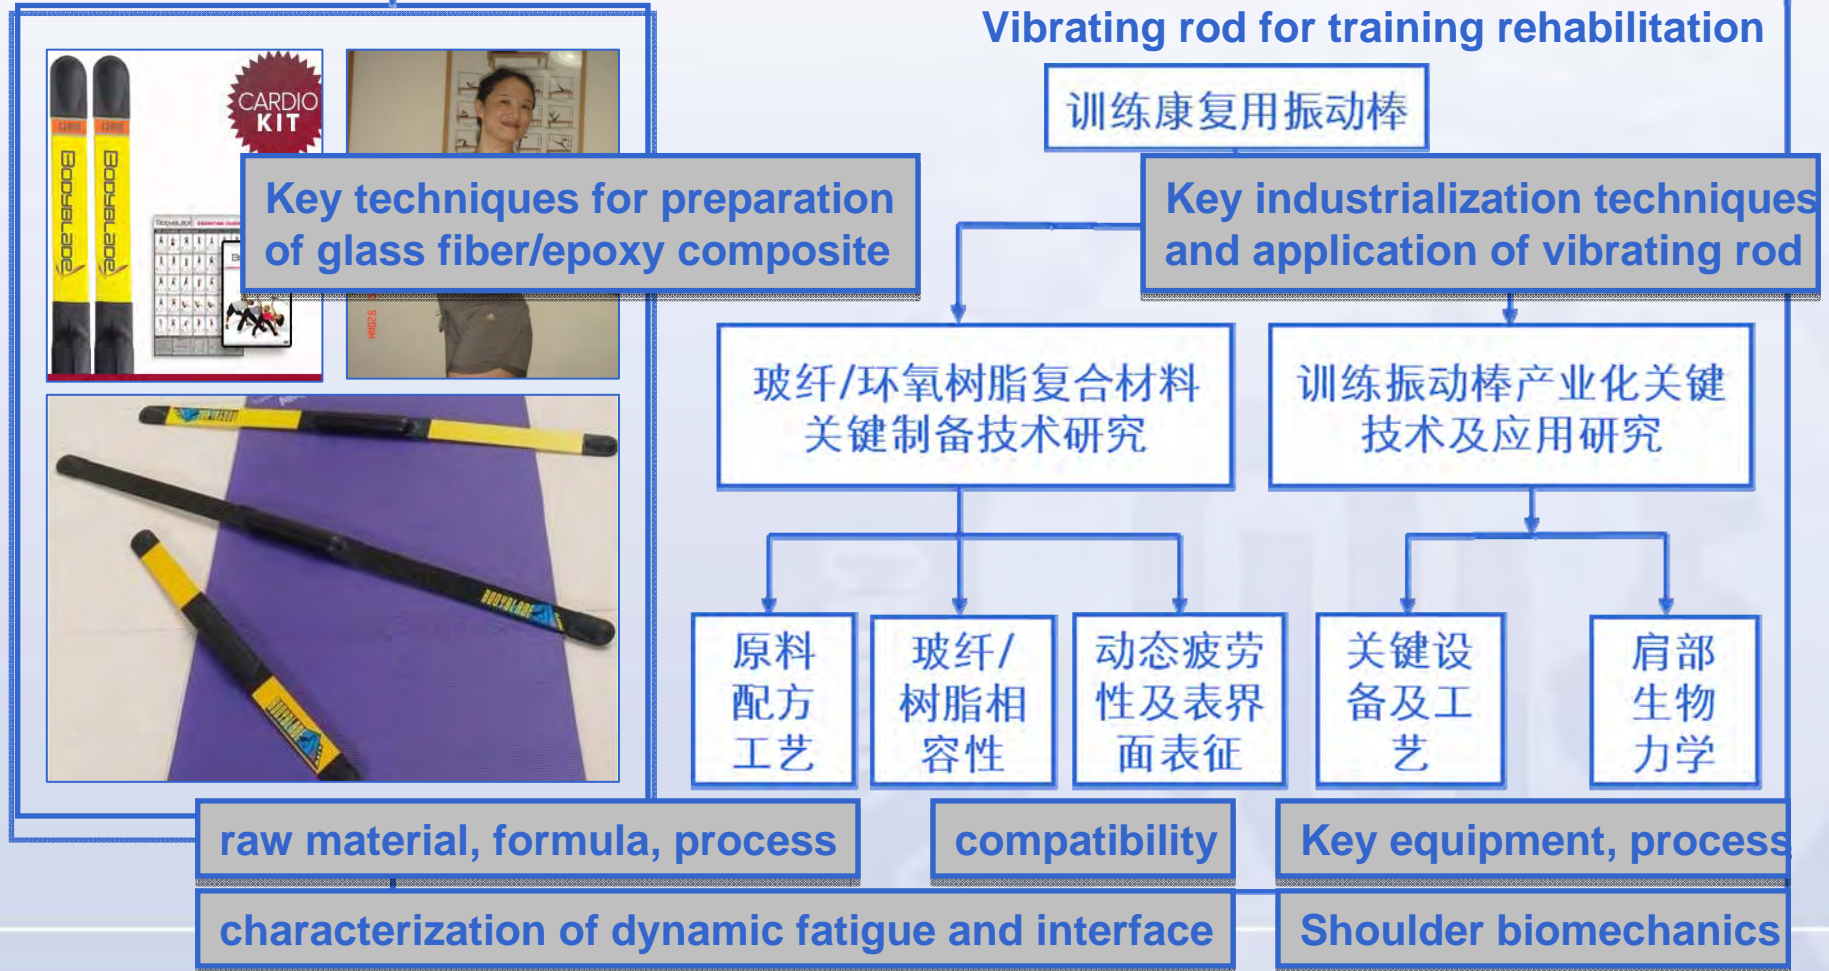 Vibrating rod for training rehabilitation
训练康复用振动棒
CARDIO
KIT
BODYBLADE
BODYBLADE
Key techniques for preparation
of glass fiber/epoxy composite
Key industrialization techniques
and application of vibrating rod
玻纤/环氧树脂复合材料
关键制备技术研究
训练振动棒产业化关键
技术及应用研究
BODYBLADE
BODYBLADE
BODYBLADE
原料
配方
工艺
玻纤/
树脂相
容性
动态疲劳
性及表界
面表征
关键设
备及工
艺
肩部
生物
力学
raw material, formula, process
compatibility
Key equipment, process
characterization of dynamic fatigue and interface
Shoulder biomechanics